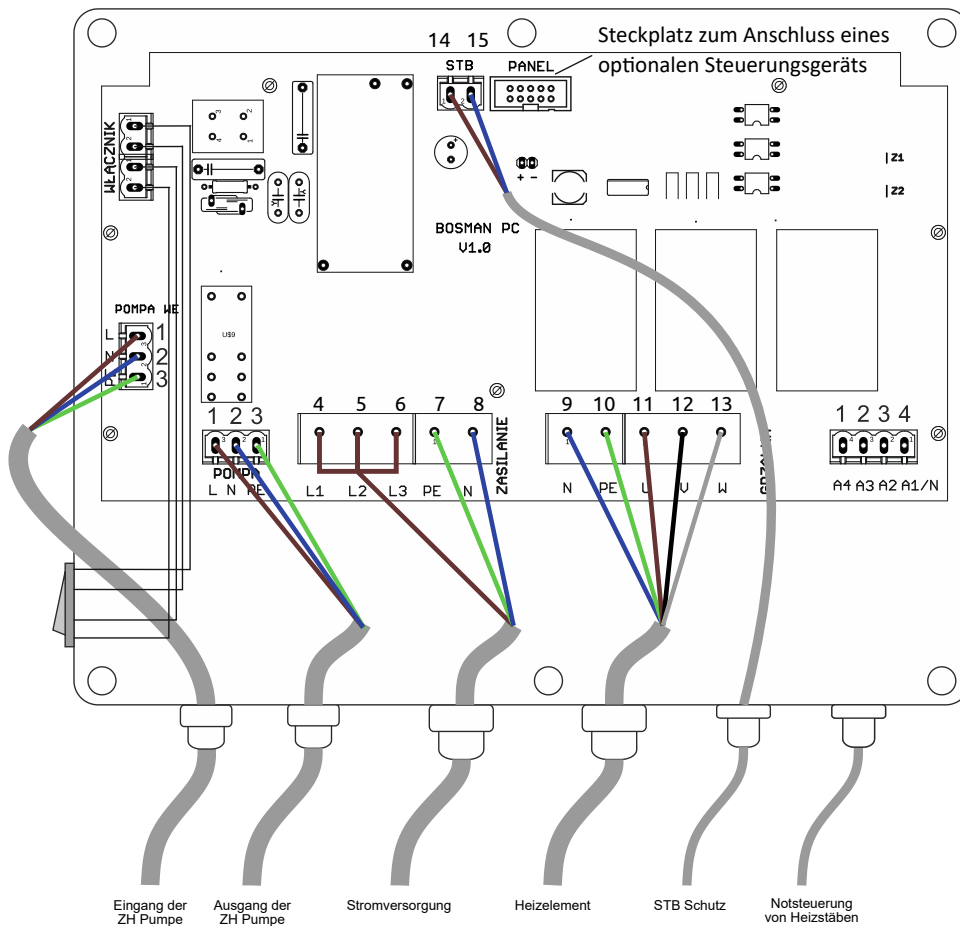 Steckplatz zum Anschluss eines
optionalen Steuerungsgeräts
14 15
STB
PANEL
WŁĄCZNIK
+ -
Z1
Z2
BOSMAN PC
V1.0
POMPA WE
L 1
N 2
3
U$9
1 2 3
POMPA
L N PE
4 5 6 7 8
L1 L2 L3 PE N
ZASILANIE
9 10 11 12 13
N PE U V W
1 2 3 4
A4 A3 A2 A1/N
Eingang der
ZH Pumpe
Ausgang der
ZH Pumpe
Stromversorgung
Heizelement
STB Schutz
Notsteuerung
von Heizstäben